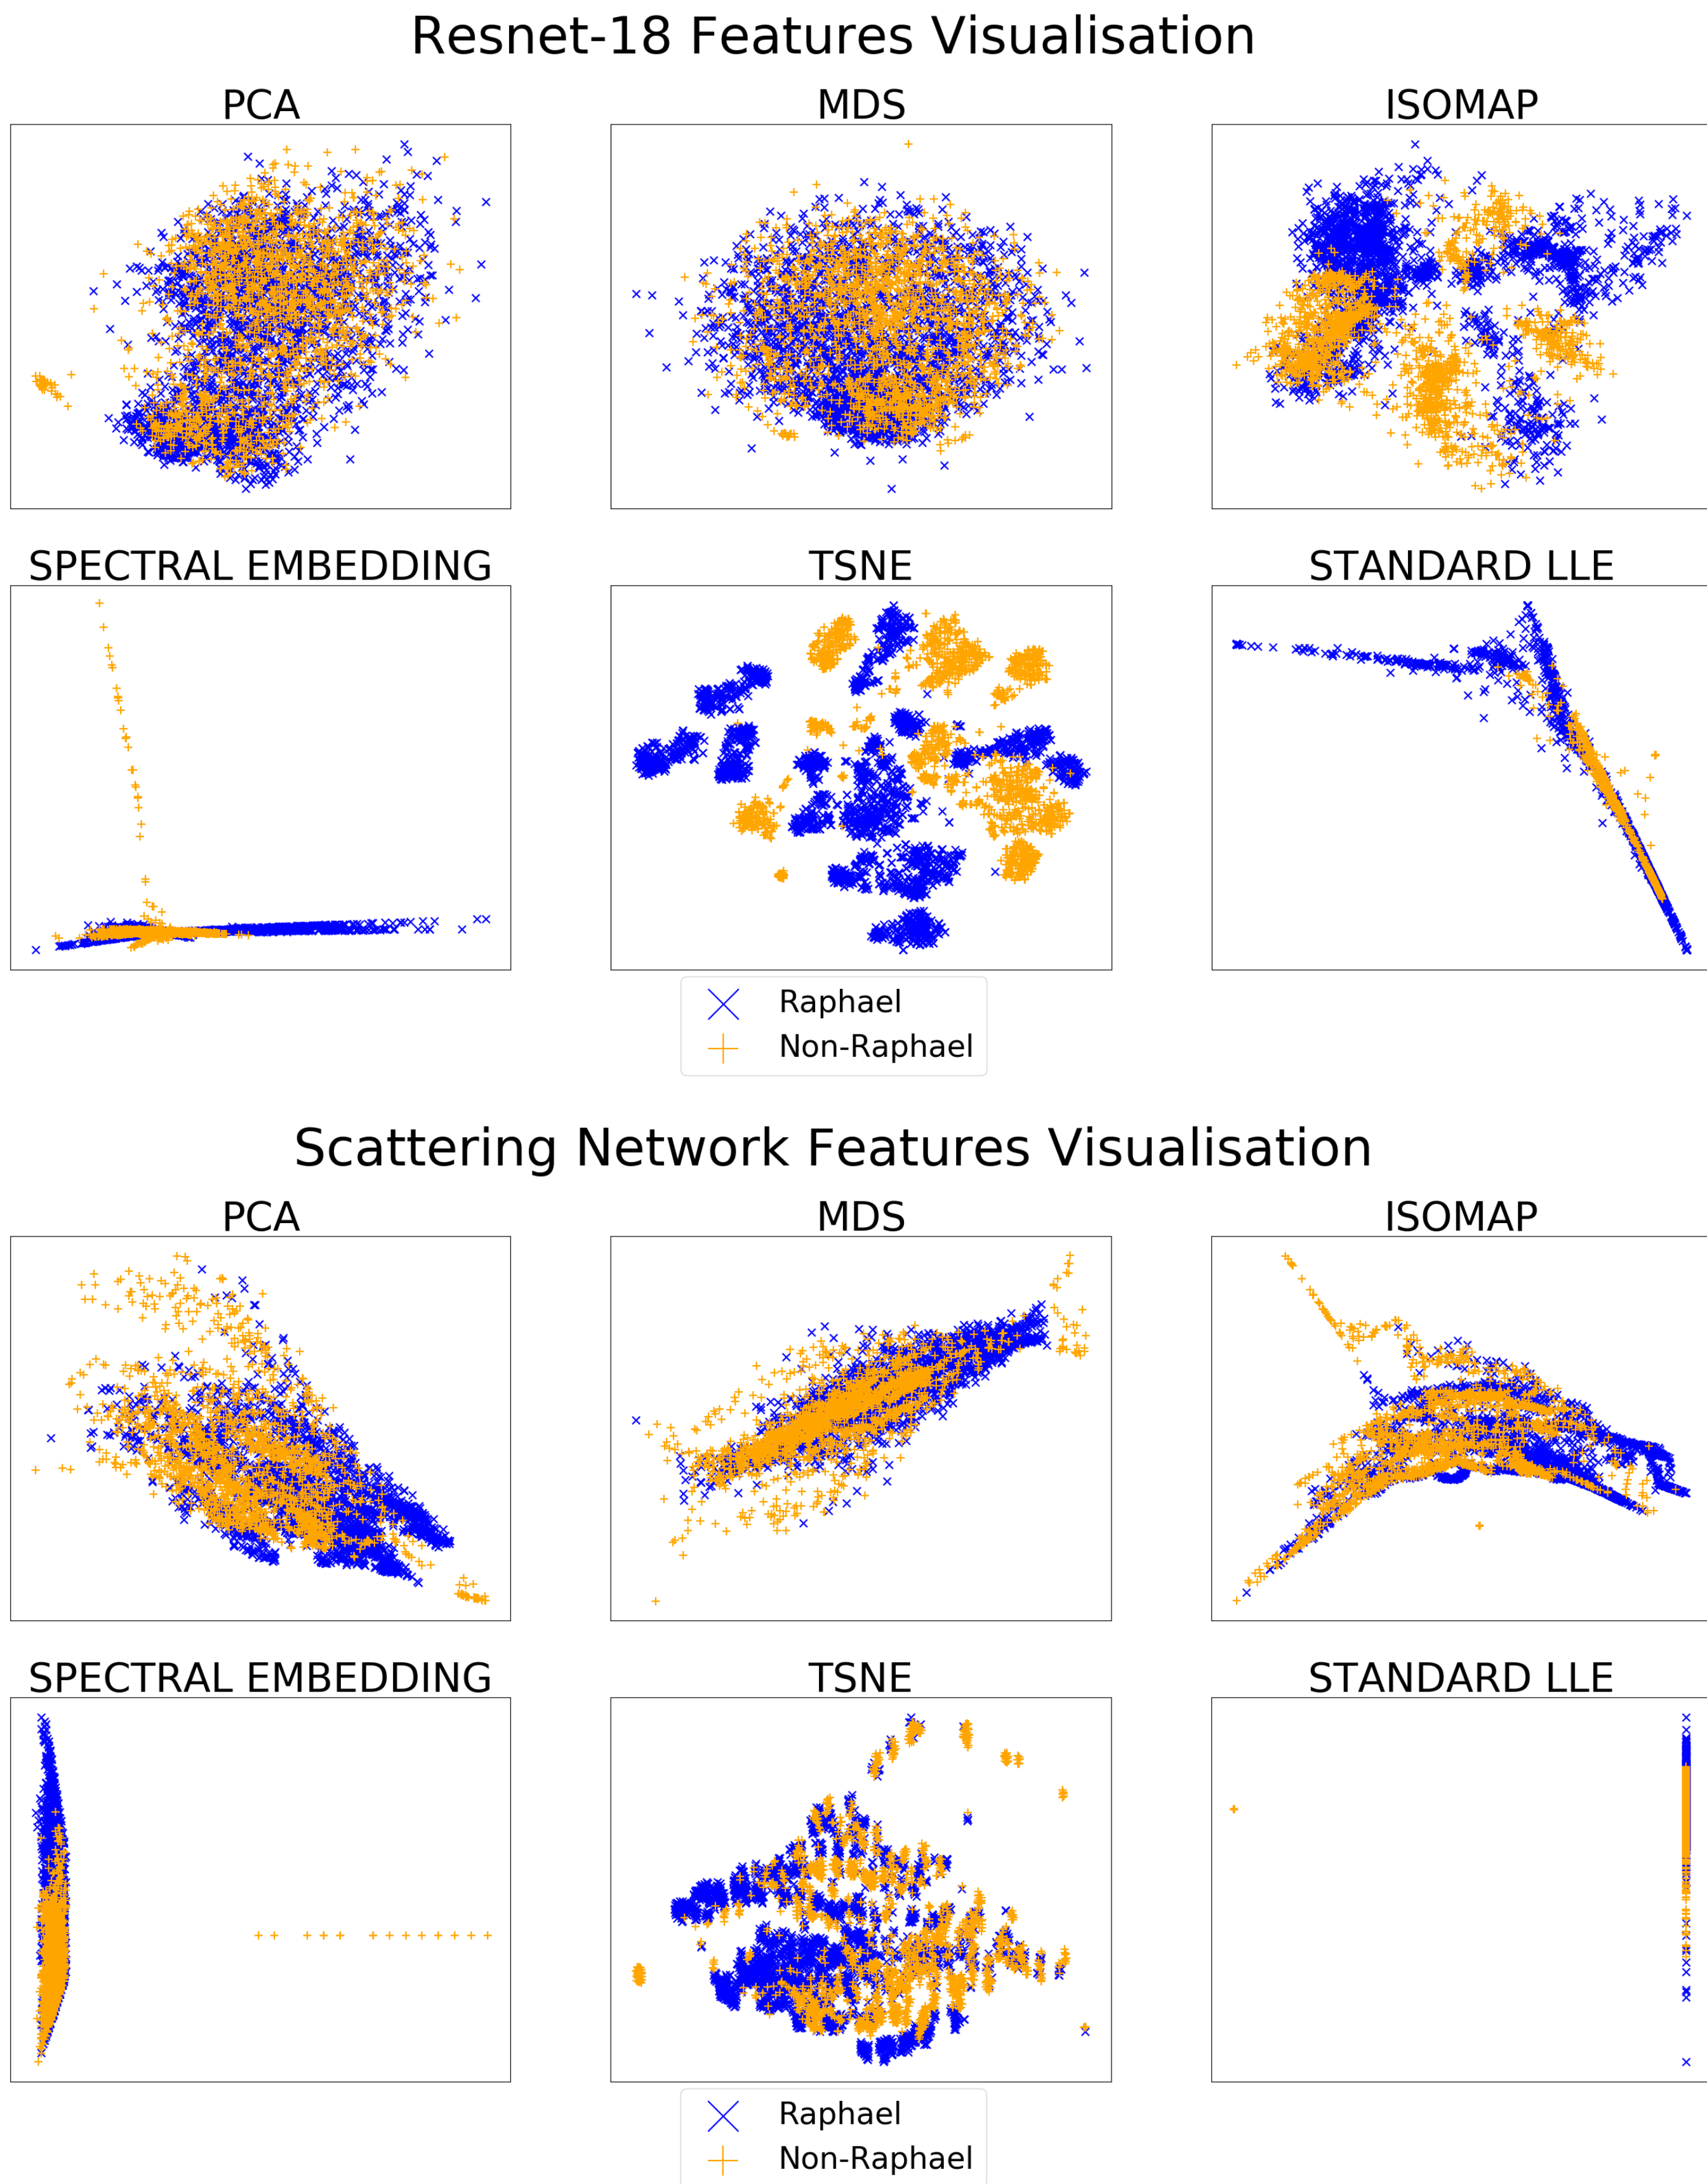 Resnet-18 Features Visualisation
PCA
MDS
ISOMAP
SPECTRAL EMBEDDING
TSNE
STANDARD LLE
Raphael
Non-Raphael
Scattering Network Features Visualisation
PCA
MDS
ISOMAP
SPECTRAL EMBEDDING
TSNE
STANDARD LLE
Raphael
Non-Raphael